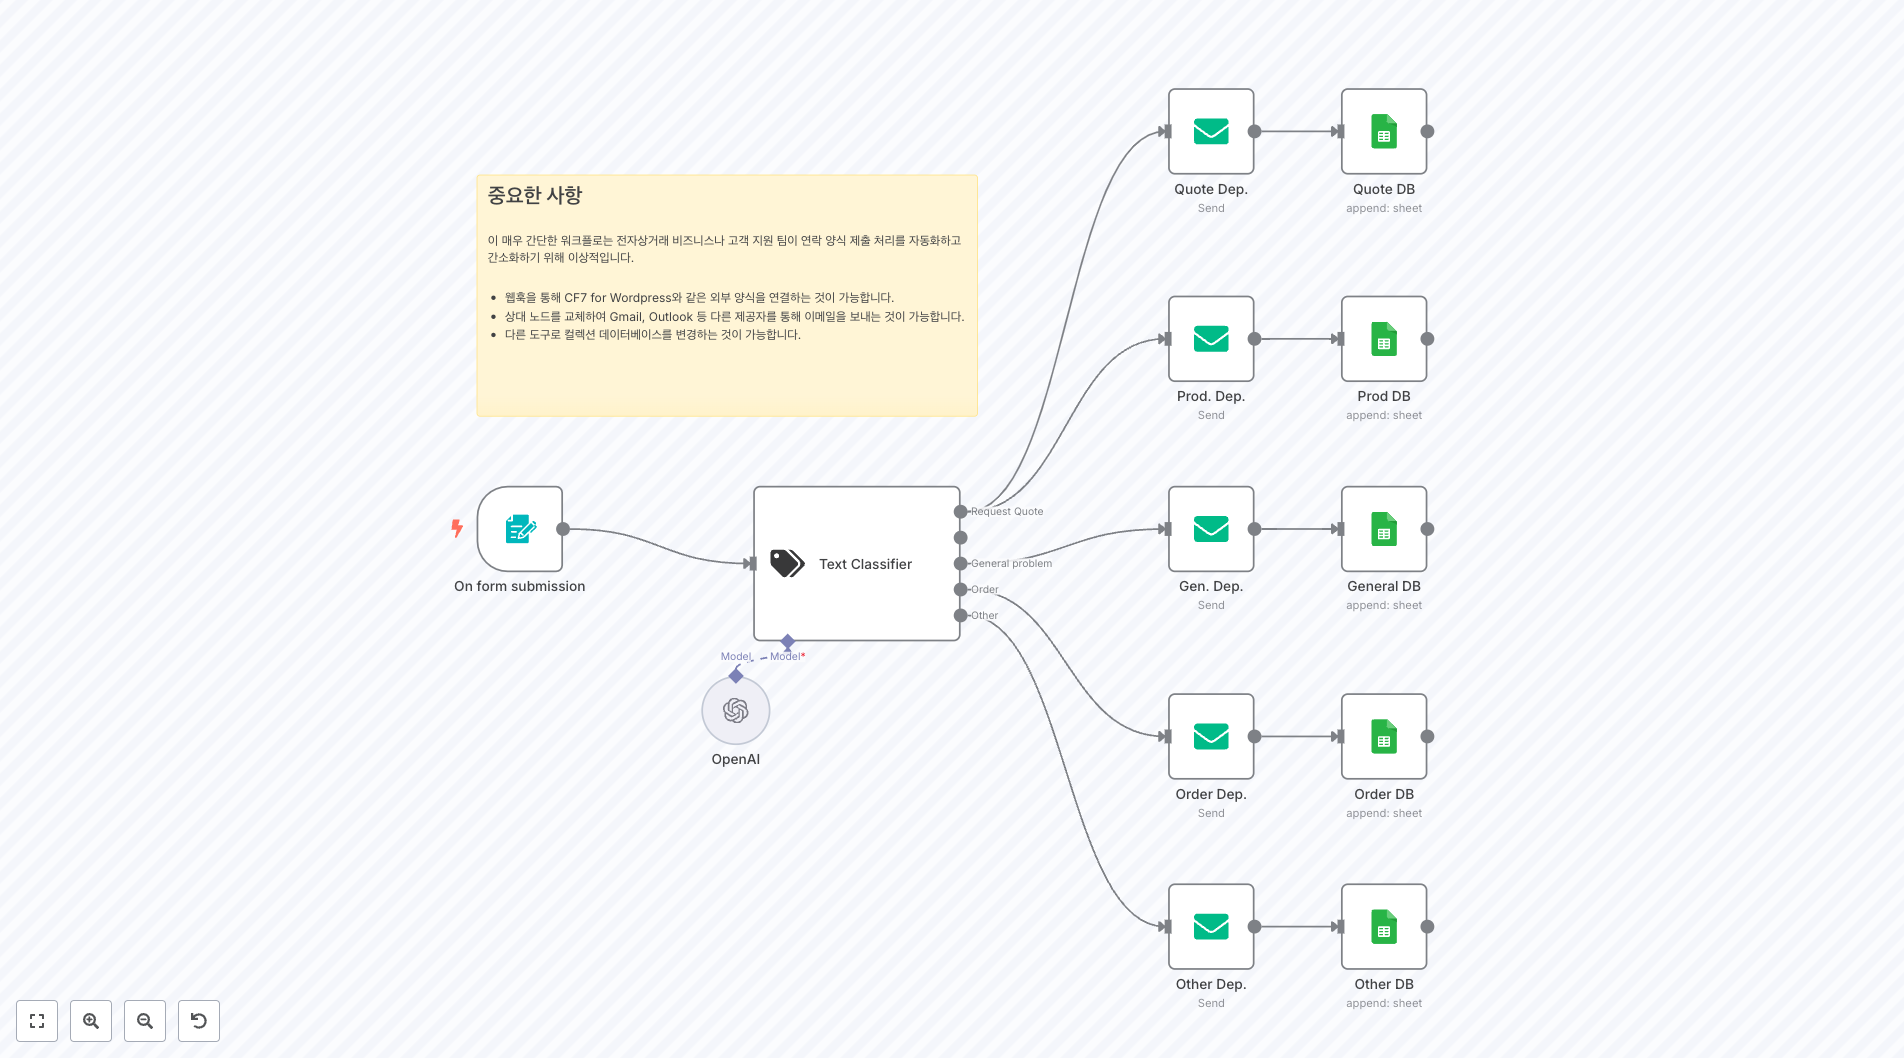 중요한 사항
이 매우 간단한 워크플로는 전자상거래 비즈니스나 고객 지원 팀이 연락 양식 제출 처리를 자동화하고
간소화하기 위해 이상적입니다.
웹훅을 통해 CF7 for Wordpress와 같은 외부 양식을 연결하는 것이 가능합니다.
상대 노드를 교체하여 Gmail, Outlook 등 다른 제공자를 통해 이메일을 보내는 것이 가능합니다.
다른 도구로 컬렉션 데이터베이스를 변경하는 것이 가능합니다.
On form submission
Text Classifier
Request Quote
General problem
Order
Other
Model
Model*
OpenAI
Quote Dep.
Send
Quote DB
append: sheet
Prod. Dep.
Send
Prod DB
append: sheet
Gen. Dep.
Send
General DB
append: sheet
Order Dep.
Send
Order DB
append: sheet
Other Dep.
Send
Other DB
append: sheet